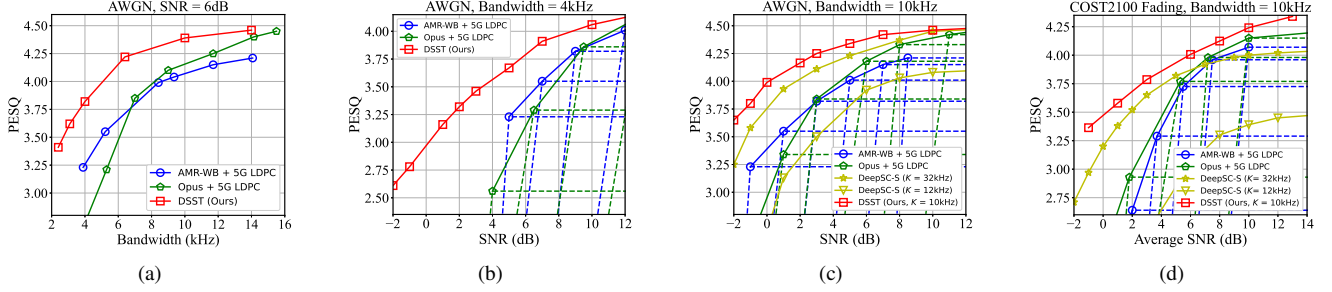 AWGN, SNR = 6dB
PESQ
4.50
4.25
4.00
3.75
3.50
3.25
3.00
2 4 6 8 10 12 14 16
Bandwidth (kHz)
AMR-WB + 5G LDPC
Opus + 5G LDPC
DSST (Ours)
(a)
AWGN, Bandwidth = 4kHz
PESQ
4.00
3.75
3.50
3.25
3.00
2.75
2.50
−2 0 2 4 6 8 10 12
SNR (dB)
AMR-WB + 5G LDPC
Opus + 5G LDPC
DSST (Ours)
(b)
AWGN, Bandwidth = 10kHz
PESQ
4.50
4.25
4.00
3.75
3.50
3.25
3.00
−2 0 2 4 6 8 10 12
SNR (dB)
AMR-WB + 5G LDPC
Opus + 5G LDPC
DeepSC-S (K = 32kHz)
DeepSC-S (K = 12kHz)
DSST (Ours, K = 10kHz)
(c)
COST2100 Fading, Bandwidth = 10kHz
PESQ
4.25
4.00
3.75
3.50
3.25
3.00
2.75
−2 0 2 4 6 8 10 12 14
Average SNR (dB)
AMR-WB + 5G LDPC
Opus + 5G LDPC
DeepSC-S (K = 32kHz)
DeepSC-S (K = 12kHz)
DSST (Ours, K = 10kHz)
(d)